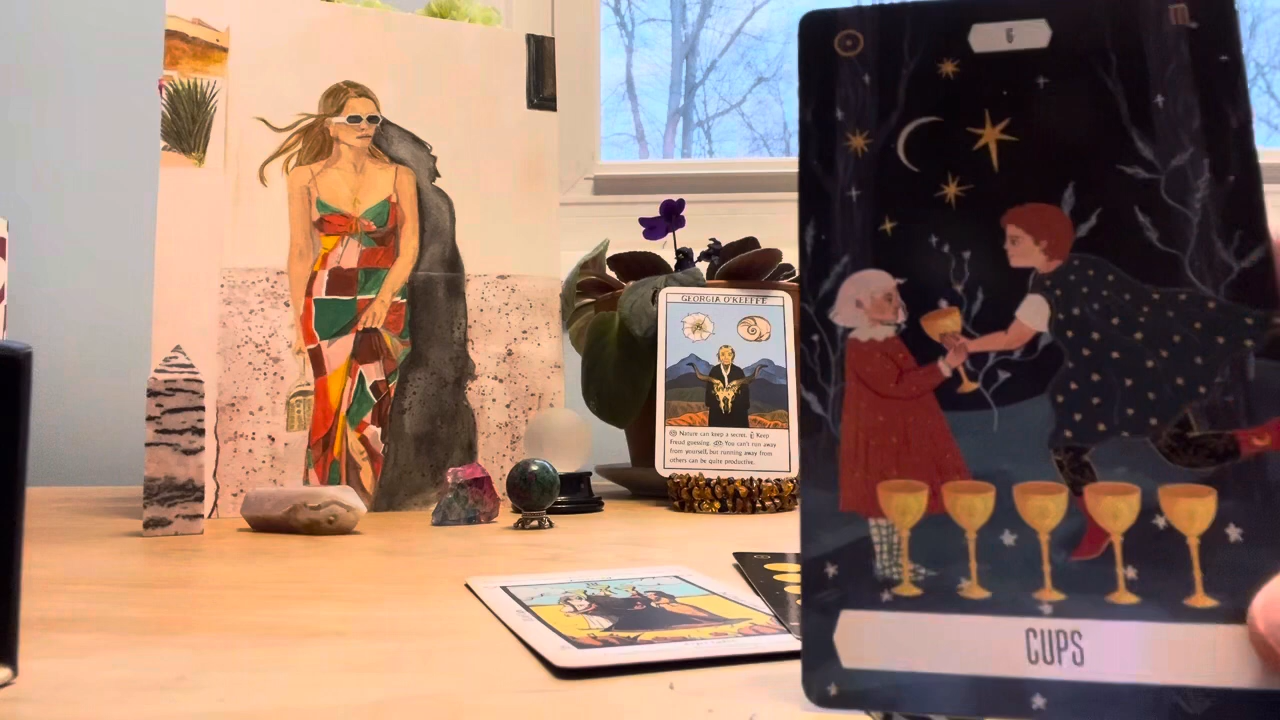 6
GEORGIA O'KEEFFE
Nature can keep a secret. Keep
Freud guessing. You can't run away
from yourself, but running away from
others can be quite productive.
III
CUPS